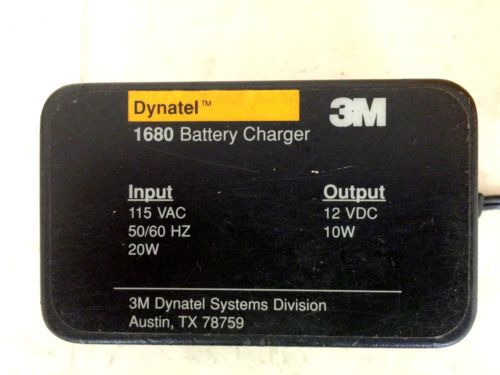 Dynatel™
3M
1680 Battery Charger
Input
115 VAC
50/60 HZ
20W
Output
12 VDC
10W
3M Dynatel Systems Division
Austin, TX 78759